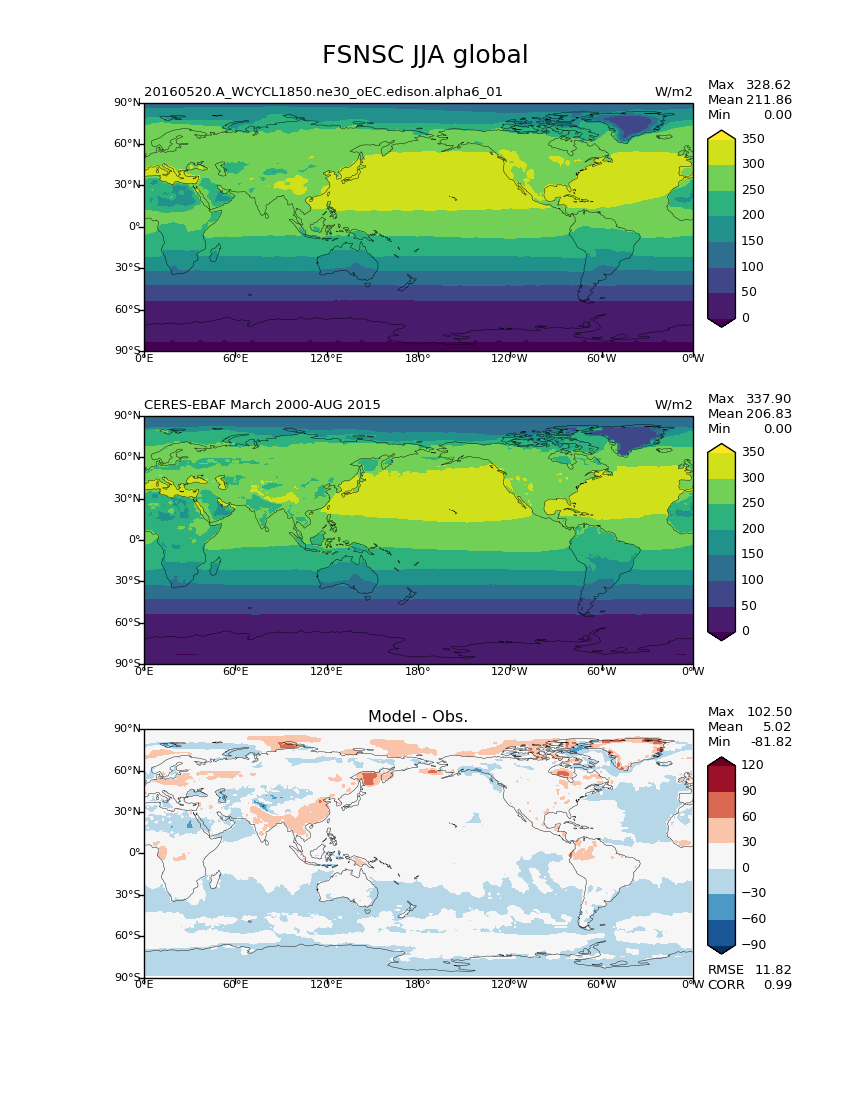 FSNSC JJA global
20160520.A_WCYCL1850.ne30_oEC.edison.alpha6_01 W/m2
Max 328.62
Mean 211.86
Min 0.00
90°N
60°N
30°N
0°
30°S
60°S
90°S
0°E 60°E 120°E 180° 120°W 60°W 0°W
350
300
250
200
150
100
50
0
CERES-EBAF March 2000-AUG 2015 W/m2
Max 337.90
Mean 206.83
Min 0.00
90°N
60°N
30°N
0°
30°S
60°S
90°S
0°E 60°E 120°E 180° 120°W 60°W 0°W
350
300
250
200
150
100
50
0
Model - Obs.
Max 102.50
Mean 5.02
Min -81.82
90°N
60°N
30°N
0°
30°S
60°S
90°S
0°E 60°E 120°E 180° 120°W 60°W 0°W
120
90
60
30
0
−30
−60
−90
RMSE 11.82
CORR 0.99